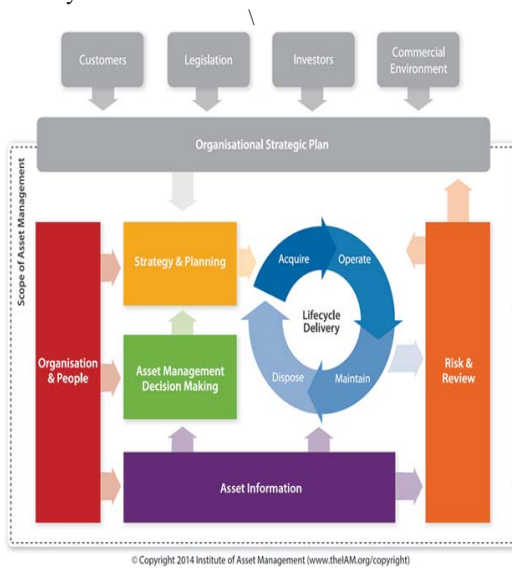 \
Customers
Legislation
Investors
Commercial
Environment
Organisational Strategic Plan
Scope of Asset Management
Strategy & Planning
Acquire
Operate
Lifecycle
Delivery
Organisation
& People
Asset Management
Decision Making
Dispose
Maintain
Risk &
Review
Asset Information
© Copyright 2014 Institute of Asset Management (www.theIAM.org/copyright)